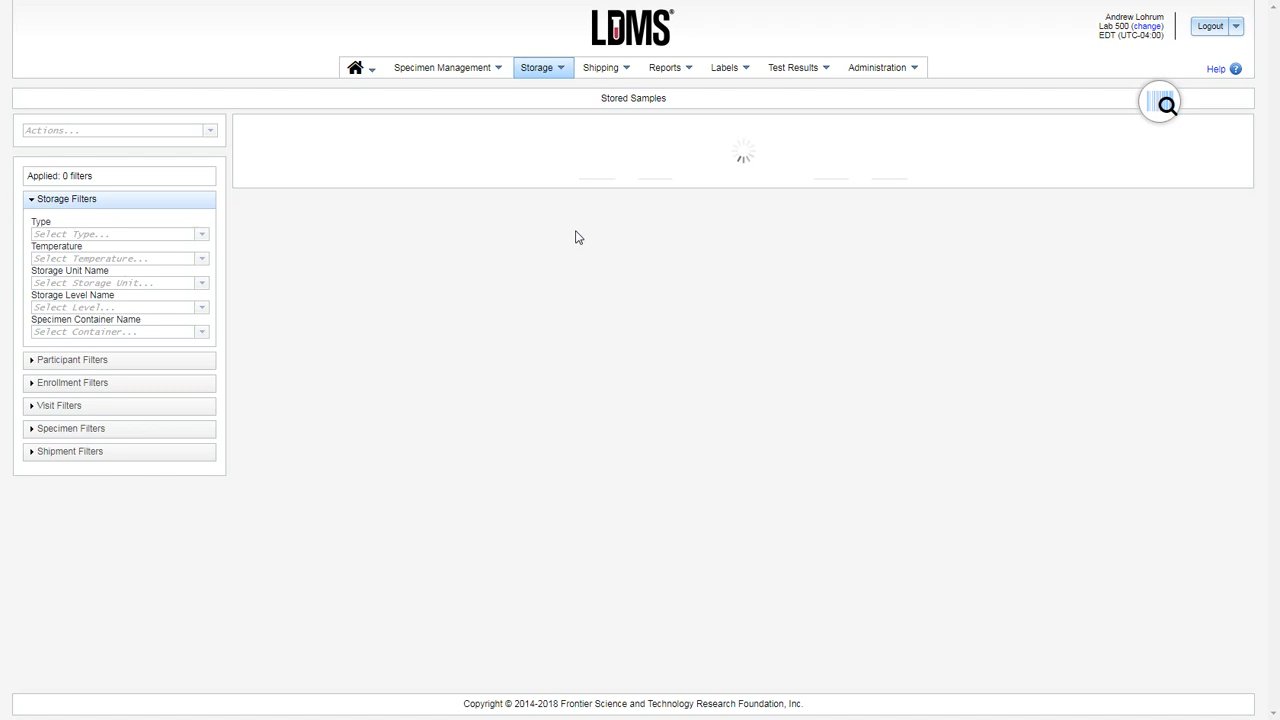 LDMS®
Andrew Lohrum
Lab 500 (change)
EDT (UTC-04:00)
Logout
Specimen Management
Storage
Shipping
Reports
Labels
Test Results
Administration
Help ?
Stored Samples
Actions...
Applied: 0 filters
Storage Filters
Type
Select Type...
Temperature
Select Temperature...
Storage Unit Name
Select Storage Unit...
Storage Level Name
Select Level...
Specimen Container Name
Select Container...
Participant Filters
Enrollment Filters
Visit Filters
Specimen Filters
Shipment Filters
Copyright © 2014-2018 Frontier Science and Technology Research Foundation, Inc.